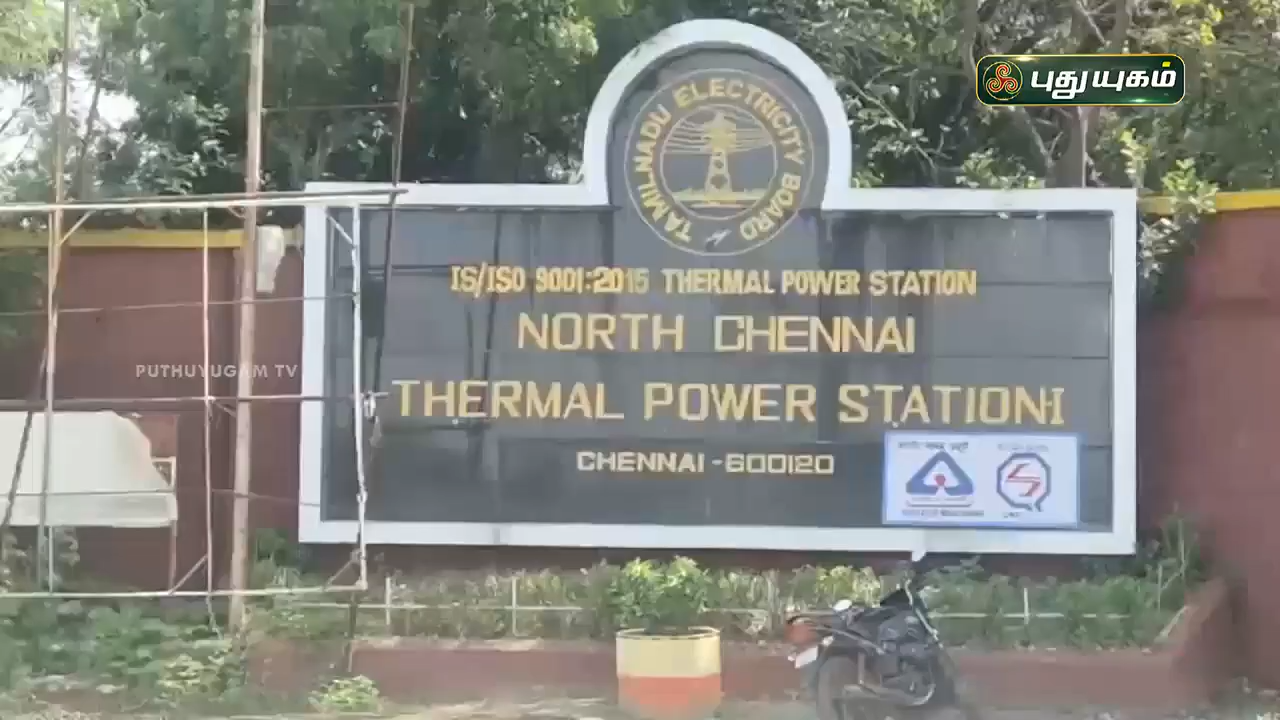 புதுயுகம்
TAMILNADU ELECTRICITY BOARD
IS/ISO 9001:2015 THERMAL POWER STATION
NORTH CHENNAI
THERMAL POWER STATION-I
CHENNAI - 600120
PUTHUYUGAM TV